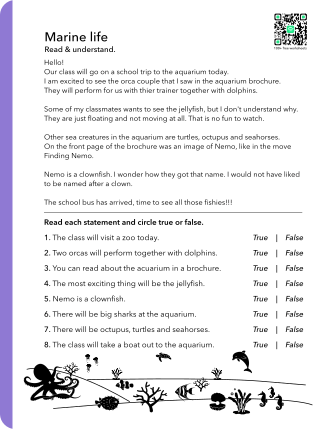 Marine life
Read & understand.
100+ free worksheets
Hello!
Our class will go on a school trip to the aquarium today.
I am excited to see the orca couple that I saw in the aquarium brochure.
They will perform for us with thier trainer together with dolphins.
Some of my classmates wants to see the jellyfish, but I don't understand why.
They are just floating and not moving at all. That is no fun to watch.
Other sea creatures in the aquarium are turtles, octupus and seahorses.
On the front page of the brochure was an image of Nemo, like in the move
Finding Nemo.
Nemo is a clownfish. I wonder how they got that name. I would not have liked
to be named after a clown.
The school bus has arrived, time to see all those fishies!!!
Read each statement and circle true or false.
1. The class will visit a zoo today. True | False
2. Two orcas will perform together with dolphins. True | False
3. You can read about the acuarium in a brochure. True | False
4. The most exciting thing will be the jellyfish. True | False
5. Nemo is a clownfish. True | False
6. There will be big sharks at the aquarium. True | False
7. There will be octupus, turtles and seahorses. True | False
8. The class will take a boat out to the aquarium. True | False